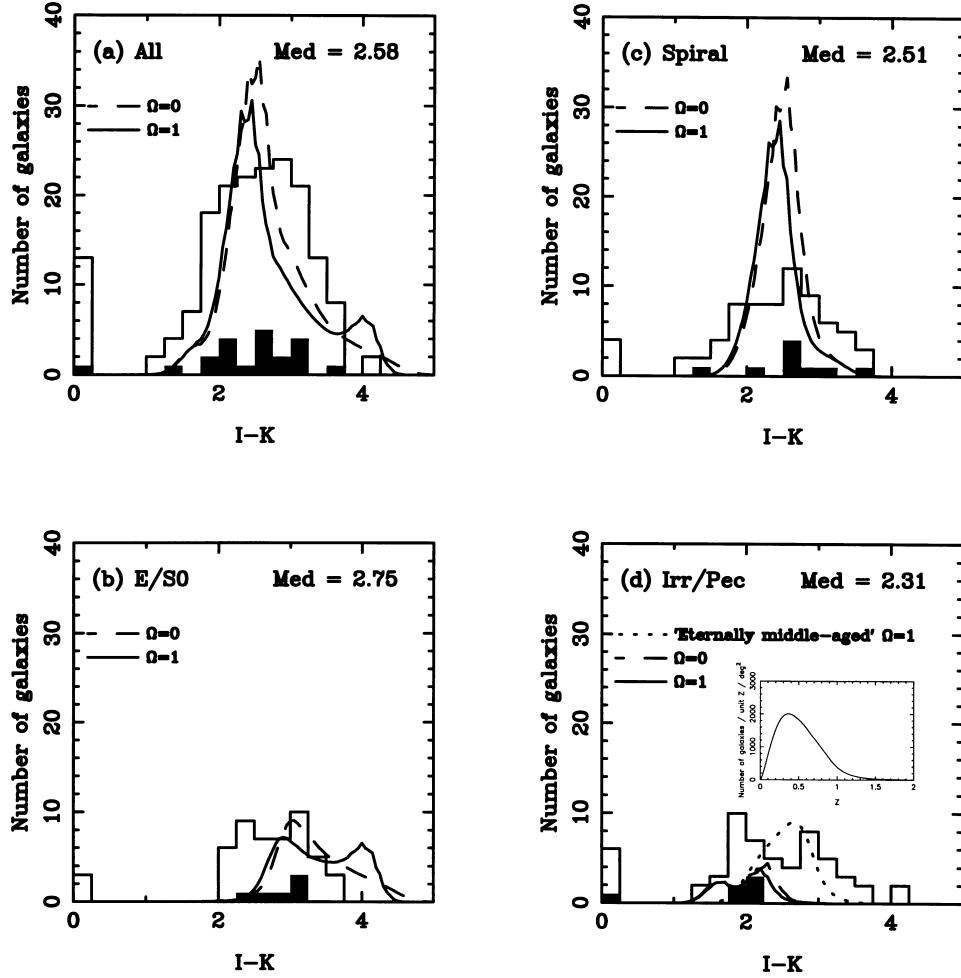 (a) All Med = 2.58
Ω=0
Ω=1
Number of galaxies
0 10 20 30 40
0 2 4
I-K
(c) Spiral Med = 2.51
Ω=0
Ω=1
Number of galaxies
0 10 20 30 40
0 2 4
I-K
(b) E/S0 Med = 2.75
Ω=0
Ω=1
Number of galaxies
0 10 20 30 40
0 2 4
I-K
(d) Irr/Pec Med = 2.31
'Eternally middle-aged' Ω=1
Ω=0
Ω=1
Number of galaxies / unit Z / deg²
0 1000 2000 3000
0 0.5 1 1.5 2
Z
Number of galaxies
0 10 20 30 40
0 2 4
I-K